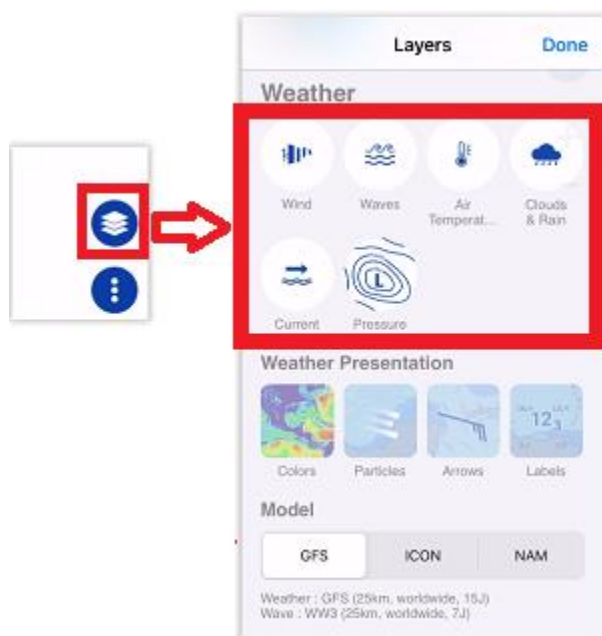 Layers Done
Weather
Wind Waves Air Temperat... Clouds & Rain
L
Current Pressure
Weather Presentation
12
Colors Particles Arrows Labels
Model
GFS ICON NAM
Weather : GFS (25km, worldwide, 15J)
Wave : WW3 (25km, worldwide, 7J)